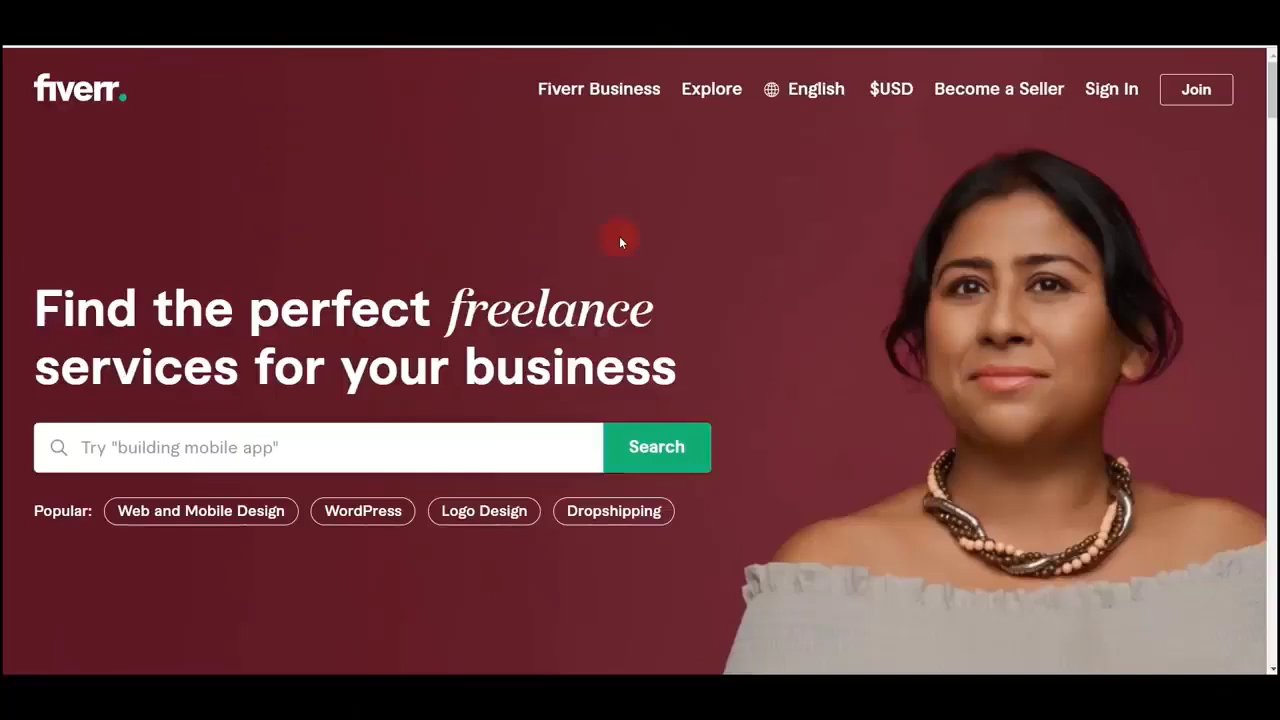 fiverr.
Fiverr Business Explore English $USD Become a Seller Sign In Join
Find the perfect freelance
services for your business
Try "building mobile app" Search
Popular: Web and Mobile Design WordPress Logo Design Dropshipping